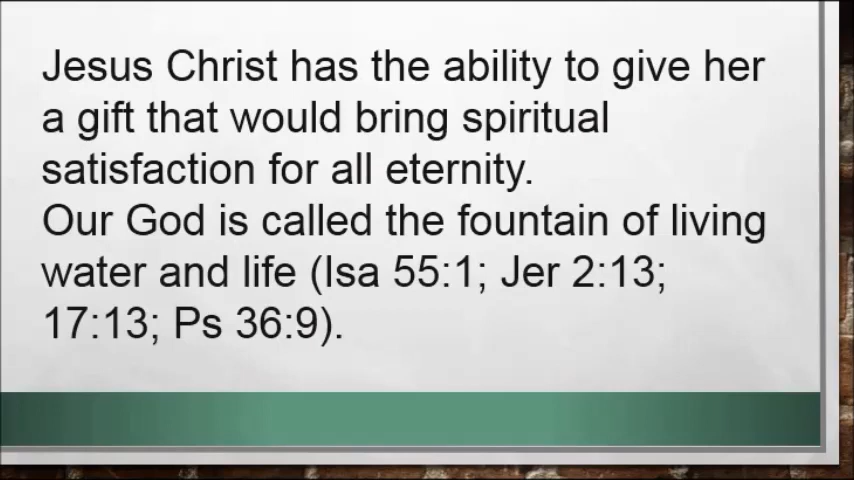 Jesus Christ has the ability to give her
a gift that would bring spiritual
satisfaction for all eternity.
Our God is called the fountain of living
water and life (Isa 55:1; Jer 2:13;
17:13; Ps 36:9).